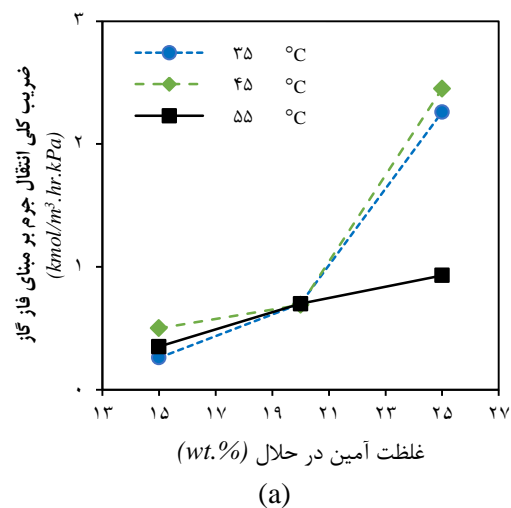 ضریب کلی انتقال جرم بر مبنای فاز گاز
(kmol/m³.hr.kPa)
۳
۲
۱
۰
۳۵ °C
۴۵ °C
۵۵ °C
۱۳ ۱۵ ۱۷ ۱۹ ۲۱ ۲۳ ۲۵ ۲۷
غلظت آمین در حلال (wt.%)
(a)